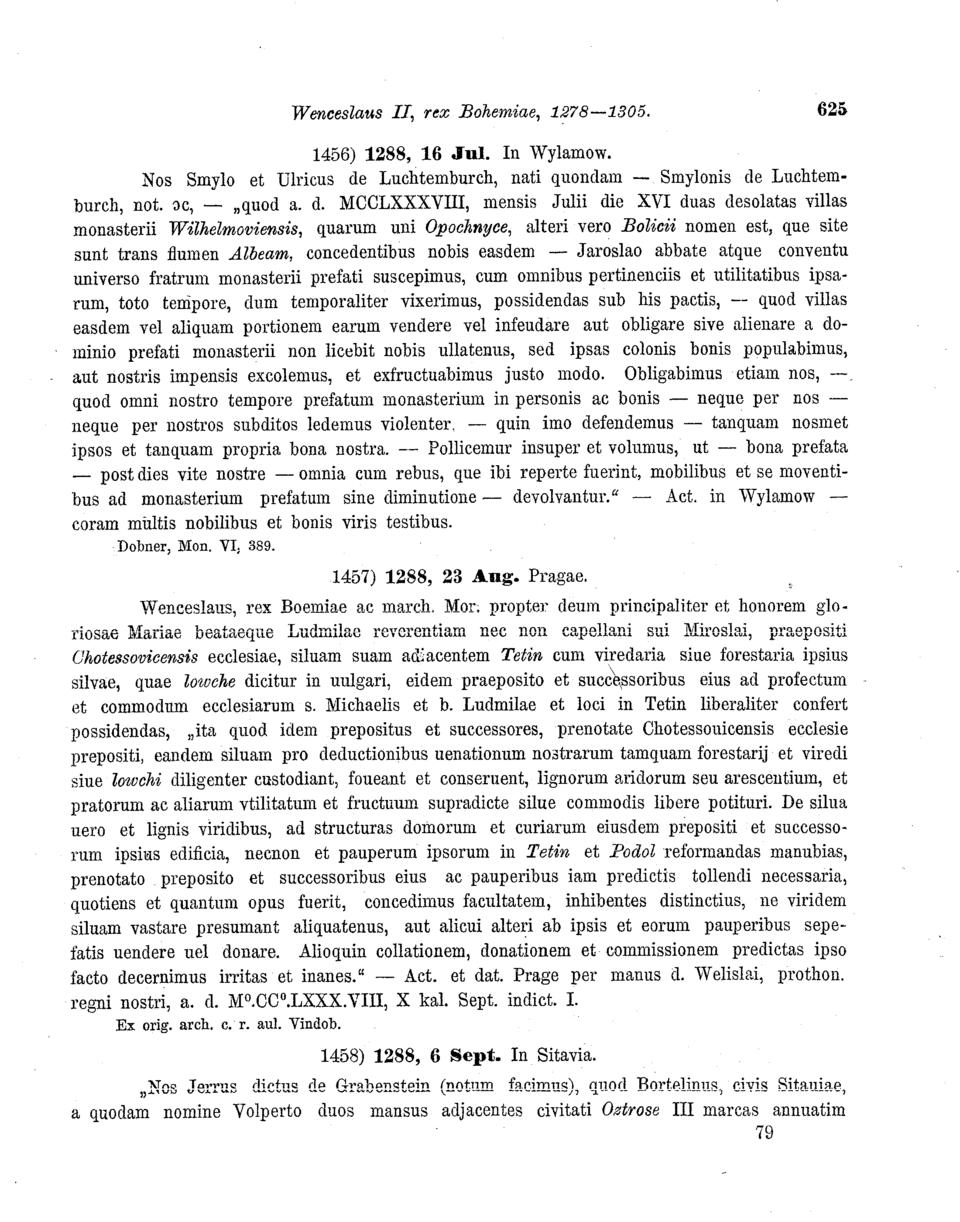 Wenceslaus II, rex Bohemiae, 1278—1305. 625
1456) 1288, 16 Jul. In Wylamow.
Nos Smylo et Ulricus de Luchtemburch, nati quondam — Smylonis de Luchtem-
burch, not. ɔc, — „quod a. d. MCCLXXXVIII, mensis Julii die XVI duas desolatas villas
monasterii Wilhelmoviensis, quarum uni Opochnyce, alteri vero Bolicii nomen est, que site
sunt trans flumen Albeam, concedentibus nobis easdem — Jaroslao abbate atque conventu
universo fratrum monasterii prefati suscepimus, cum omnibus pertinenciis et utilitatibus ipsa-
rum, toto tempore, dum temporaliter vixerimus, possidendas sub his pactis, — quod villas
easdem vel aliquam portionem earum vendere vel infeudare aut obligare sive alienare a do-
minio prefati monasterii non licebit nobis ullatenus, sed ipsas colonis bonis populabimus,
aut nostris impensis excolemus, et exfructuabimus justo modo. Obligabimus etiam nos, —
quod omni nostro tempore prefatum monasterium in personis ac bonis — neque per nos —
neque per nostros subditos ledemus violenter, — quin imo defendemus — tanquam nosmet
ipsos et tanquam propria bona nostra. — Pollicemur insuper et volumus, ut — bona prefata
— post dies vite nostre — omnia cum rebus, que ibi reperte fuerint, mobilibus et se moventi-
bus ad monasterium prefatum sine diminutione — devolvantur.“ — Act. in Wylamow —
coram multis nobilibus et bonis viris testibus.
Dobner, Mon. VI, 389.
1457) 1288, 23 Aug. Pragae.
Wenceslaus, rex Boemiae ac march. Mor. propter deum principaliter et honorem glo-
riosae Mariae beataeque Ludmilae reverentiam nec non capellani sui Miroslai, praepositi
Chotessovicensis ecclesiae, siluam suam adiacentem Tetin cum viredaria siue forestaria ipsius
silvae, quae lowche dicitur in uulgari, eidem praeposito et successoribus eius ad profectum
et commodum ecclesiarum s. Michaelis et b. Ludmilae et loci in Tetin liberaliter confert
possidendas, „ita quod idem prepositus et successores, prenotate Chotessouicensis ecclesie
prepositi, eandem siluam pro deductionibus uenationum nostrarum tamquam forestarij et viredi
siue lowchi diligenter custodiant, foueant et conseruent, lignorum aridorum seu arescentium, et
pratorum ac aliarum vtilitatum et fructuum supradicte silue commodis libere potituri. De silua
uero et lignis viridibus, ad structuras domorum et curiarum eiusdem prepositi et successo-
rum ipsius edificia, necnon et pauperum ipsorum in Tetin et Podol reformandas manubias,
prenotato preposito et successoribus eius ac pauperibus iam predictis tollendi necessaria,
quotiens et quantum opus fuerit, concedimus facultatem, inhibentes distinctius, ne viridem
siluam vastare presumant aliquatenus, aut alicui alteri ab ipsis et eorum pauperibus sepe-
fatis uendere uel donare. Alioquin collationem, donationem et commissionem predictas ipso
facto decernimus irritas et inanes.“ — Act. et dat. Prage per manus d. Welislai, prothon.
regni nostri, a. d. M⁰.CC⁰.LXXX.VIII, X kal. Sept. indict. I.
Ex orig. arch. c. r. aul. Vindob.
1458) 1288, 6 Sept. In Sitavia.
„Nos Jerrus dictus de Grabenstein (notum facimus), quod Bortelinus, civis Sitauiae,
a quodam nomine Volperto duos mansus adjacentes civitati Oztrose III marcas annuatim
79